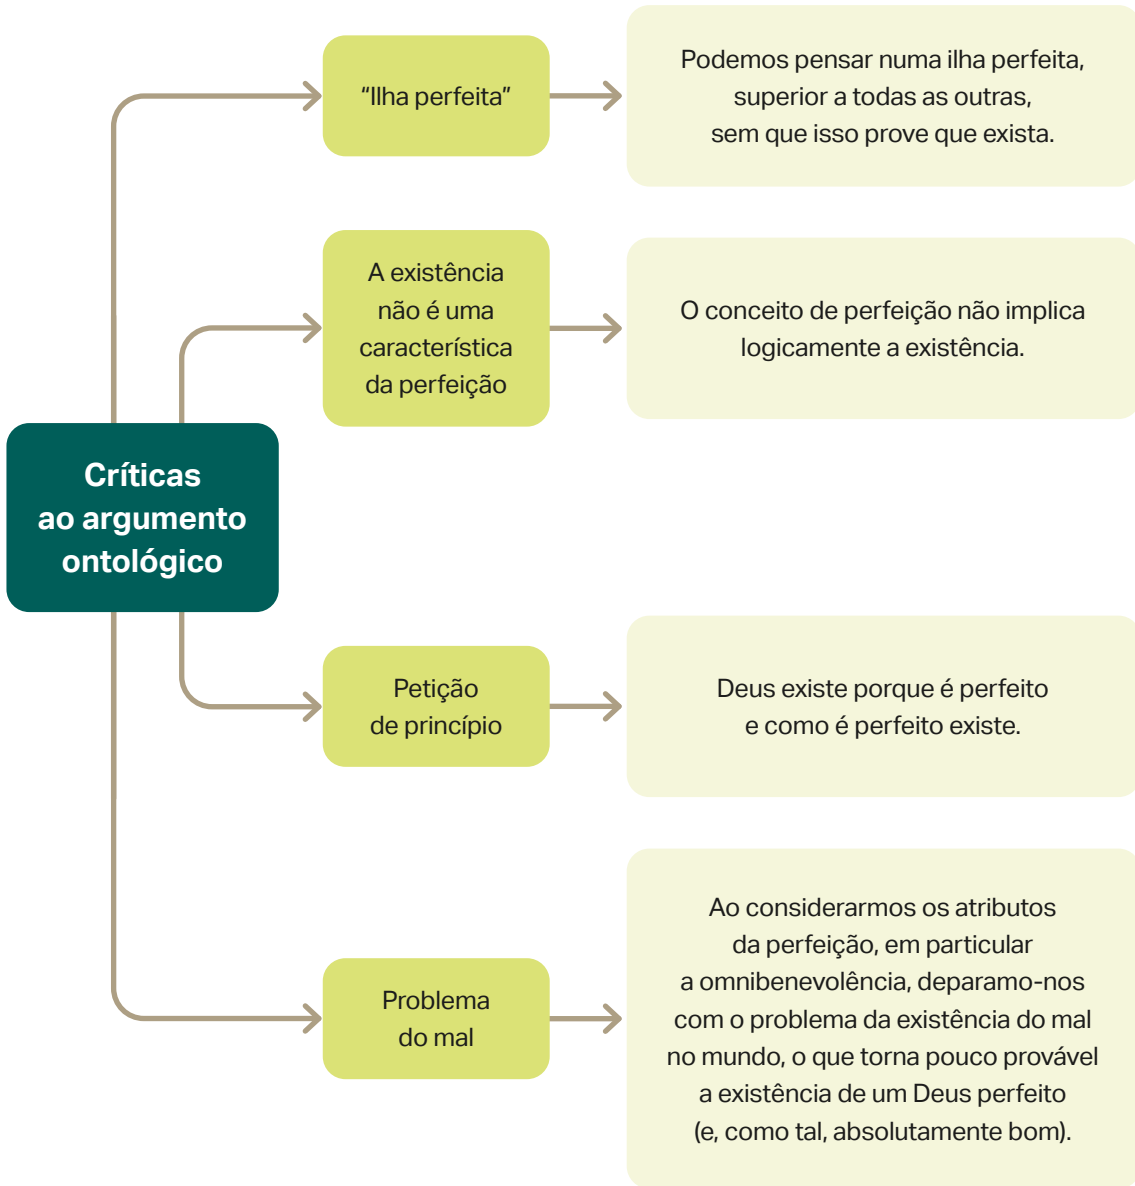 Críticas
ao argumento
ontológico
“Ilha perfeita”
Podemos pensar numa ilha perfeita,
superior a todas as outras,
sem que isso prove que exista.
A existência
não é uma
característica
da perfeição
O conceito de perfeição não implica
logicamente a existência.
Petição
de princípio
Deus existe porque é perfeito
e como é perfeito existe.
Problema
do mal
Ao considerarmos os atributos
da perfeição, em particular
a omnibenevolência, deparamo-nos
com o problema da existência do mal
no mundo, o que torna pouco provável
a existência de um Deus perfeito
(e, como tal, absolutamente bom).